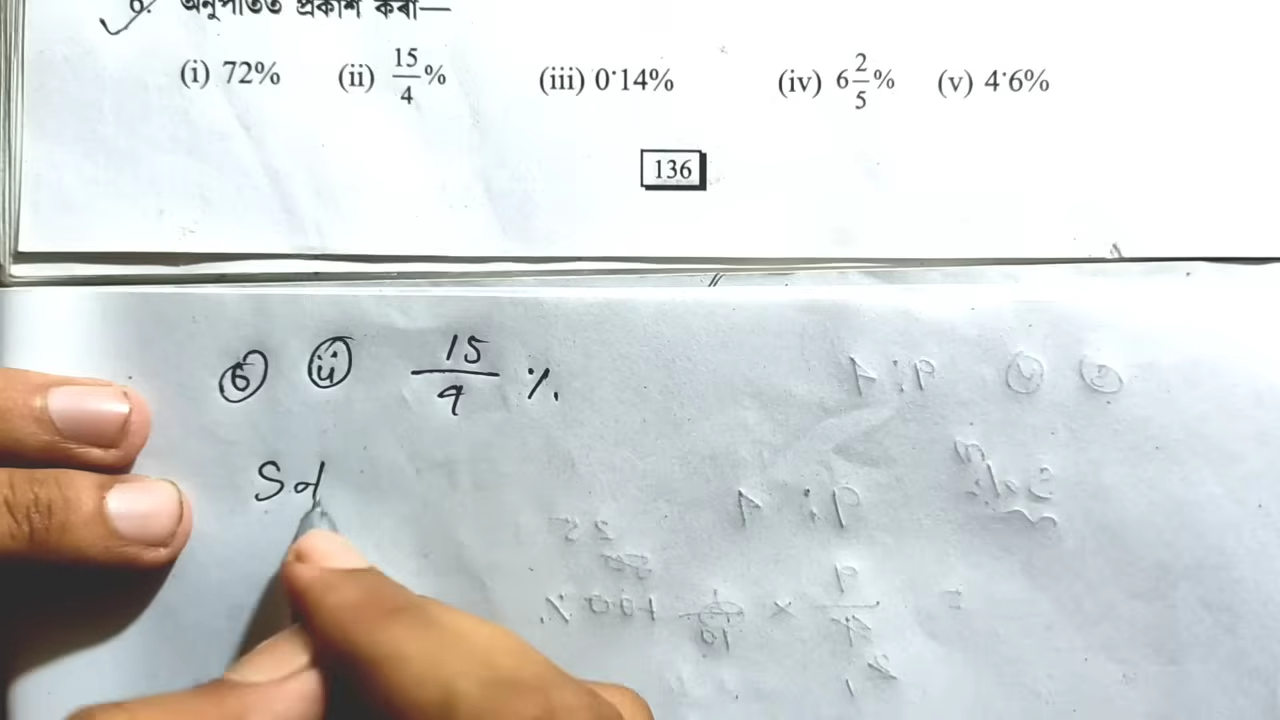 ৬. অনুপাতত প্ৰকাশ কৰা—
(i) 72% (ii) 15/4% (iii) 0·14% (iv) 6 2/5% (v) 4·6%
136
6 ii 15/4 %
Sol